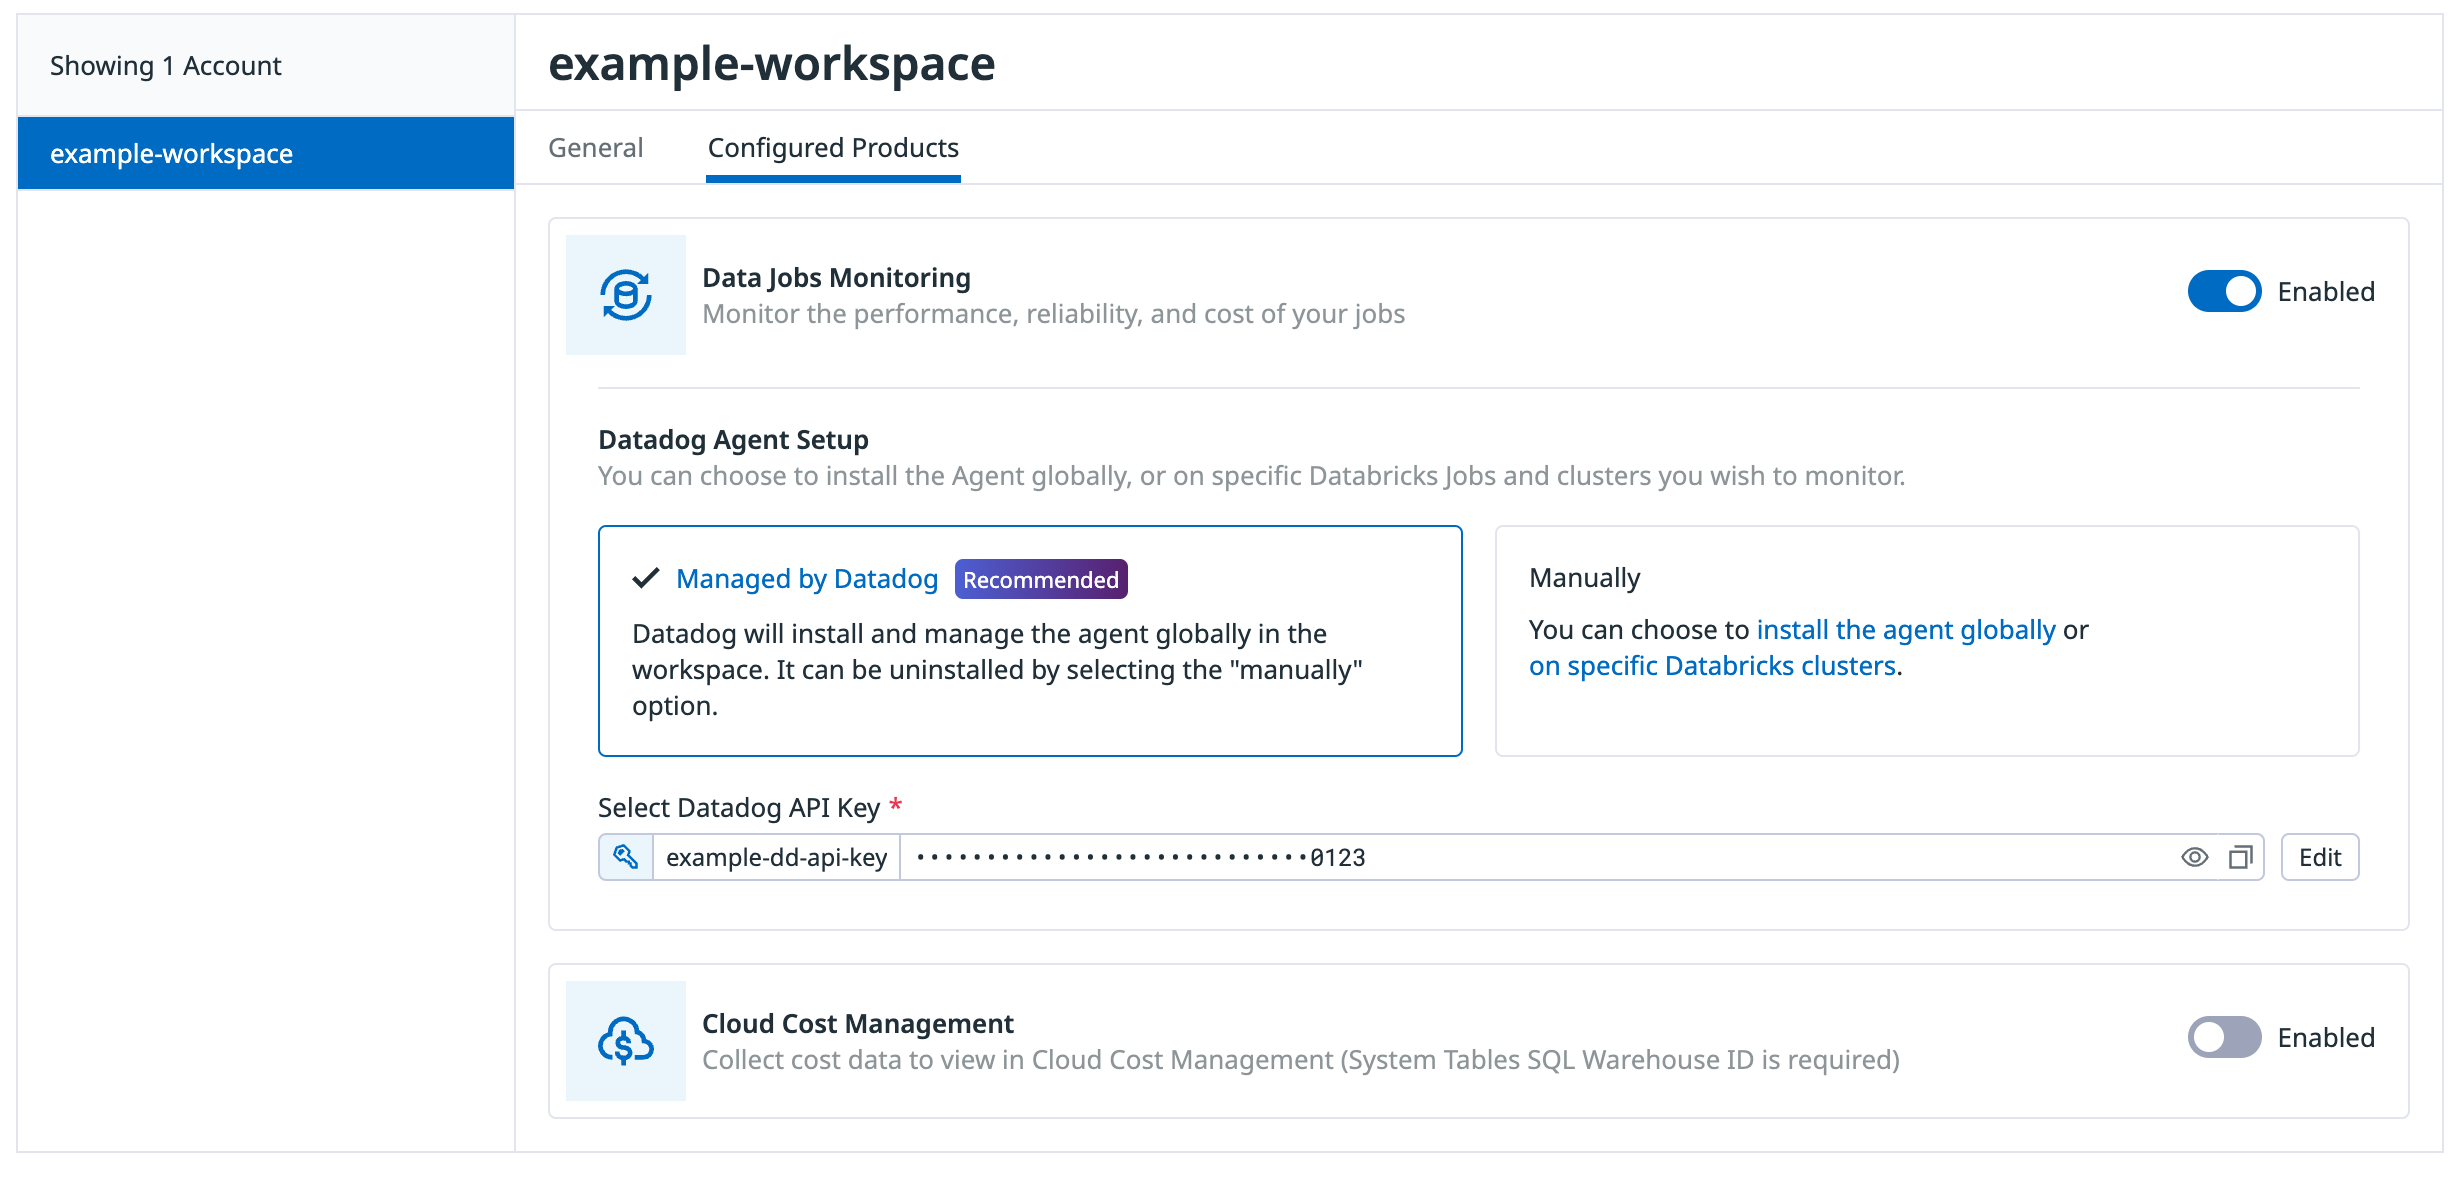 Showing 1 Account
example-workspace
example-workspace
General
Configured Products
Data Jobs Monitoring
Monitor the performance, reliability, and cost of your jobs
Enabled
Datadog Agent Setup
You can choose to install the Agent globally, or on specific Databricks Jobs and clusters you wish to monitor.
Managed by Datadog
Recommended
Datadog will install and manage the agent globally in the
workspace. It can be uninstalled by selecting the "manually"
option.
Manually
You can choose to install the agent globally or
on specific Databricks clusters.
Select Datadog API Key *
example-dd-api-key
••••••••••••••••••••••••••••0123
Edit
Cloud Cost Management
Collect cost data to view in Cloud Cost Management (System Tables SQL Warehouse ID is required)
Enabled